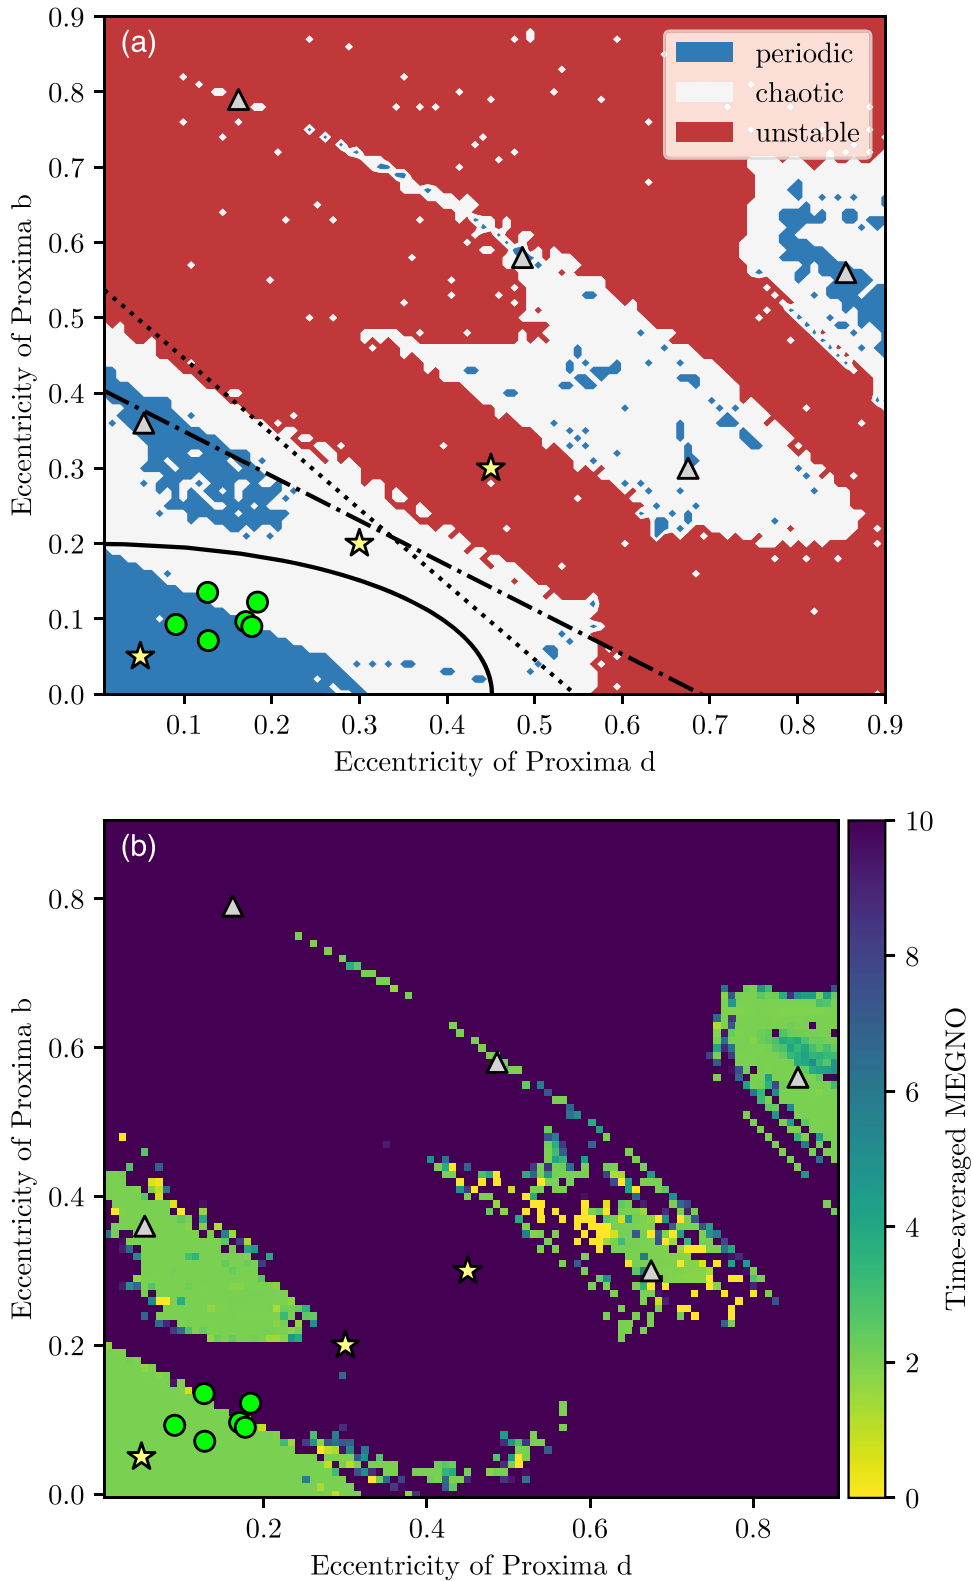 (a)
periodic
chaotic
unstable
0.9
0.8
0.7
0.6
0.5
0.4
0.3
0.2
0.1
0.0
Eccentricity of Proxima b
0.1 0.2 0.3 0.4 0.5 0.6 0.7 0.8 0.9
Eccentricity of Proxima d
(b)
0.8
0.6
0.4
0.2
0.0
Eccentricity of Proxima b
0.2 0.4 0.6 0.8
Eccentricity of Proxima d
10
8
6
4
2
0
Time-averaged MEGNO